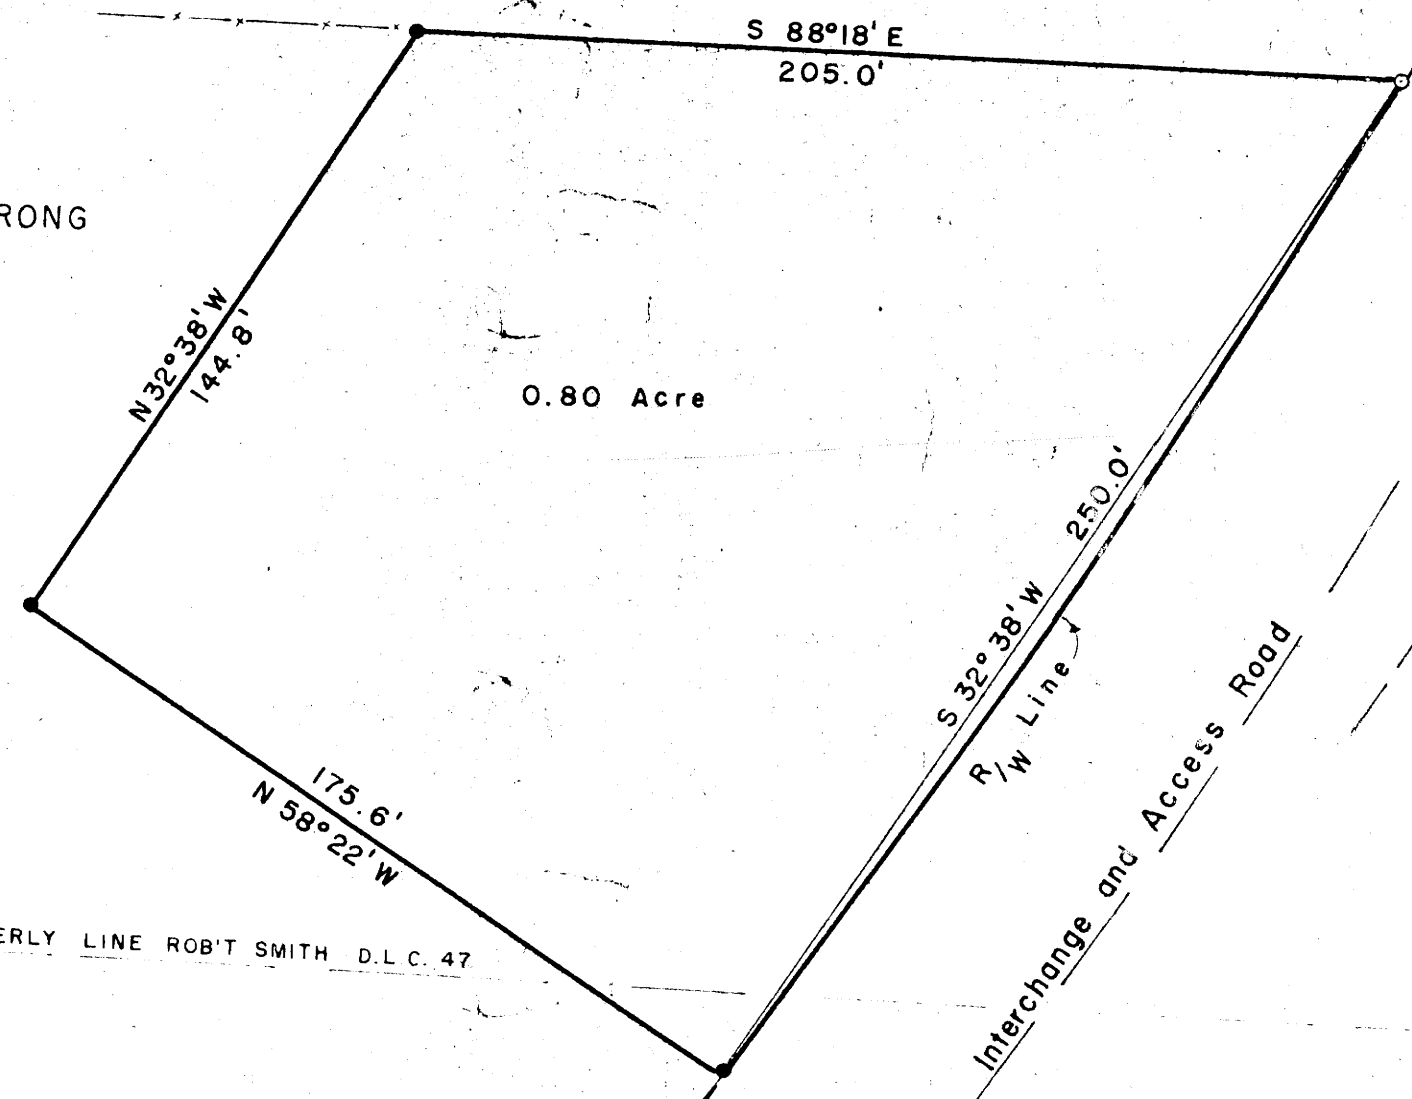 S 88°18' E
205.0'
RONG
N 32°38' W
144.8'
0.80 Acre
250.0'
S 32°38' W
R/W Line
Interchange and Access Road
175.6'
N 58°22' W
ERLY LINE ROB'T SMITH D.L.C. 47